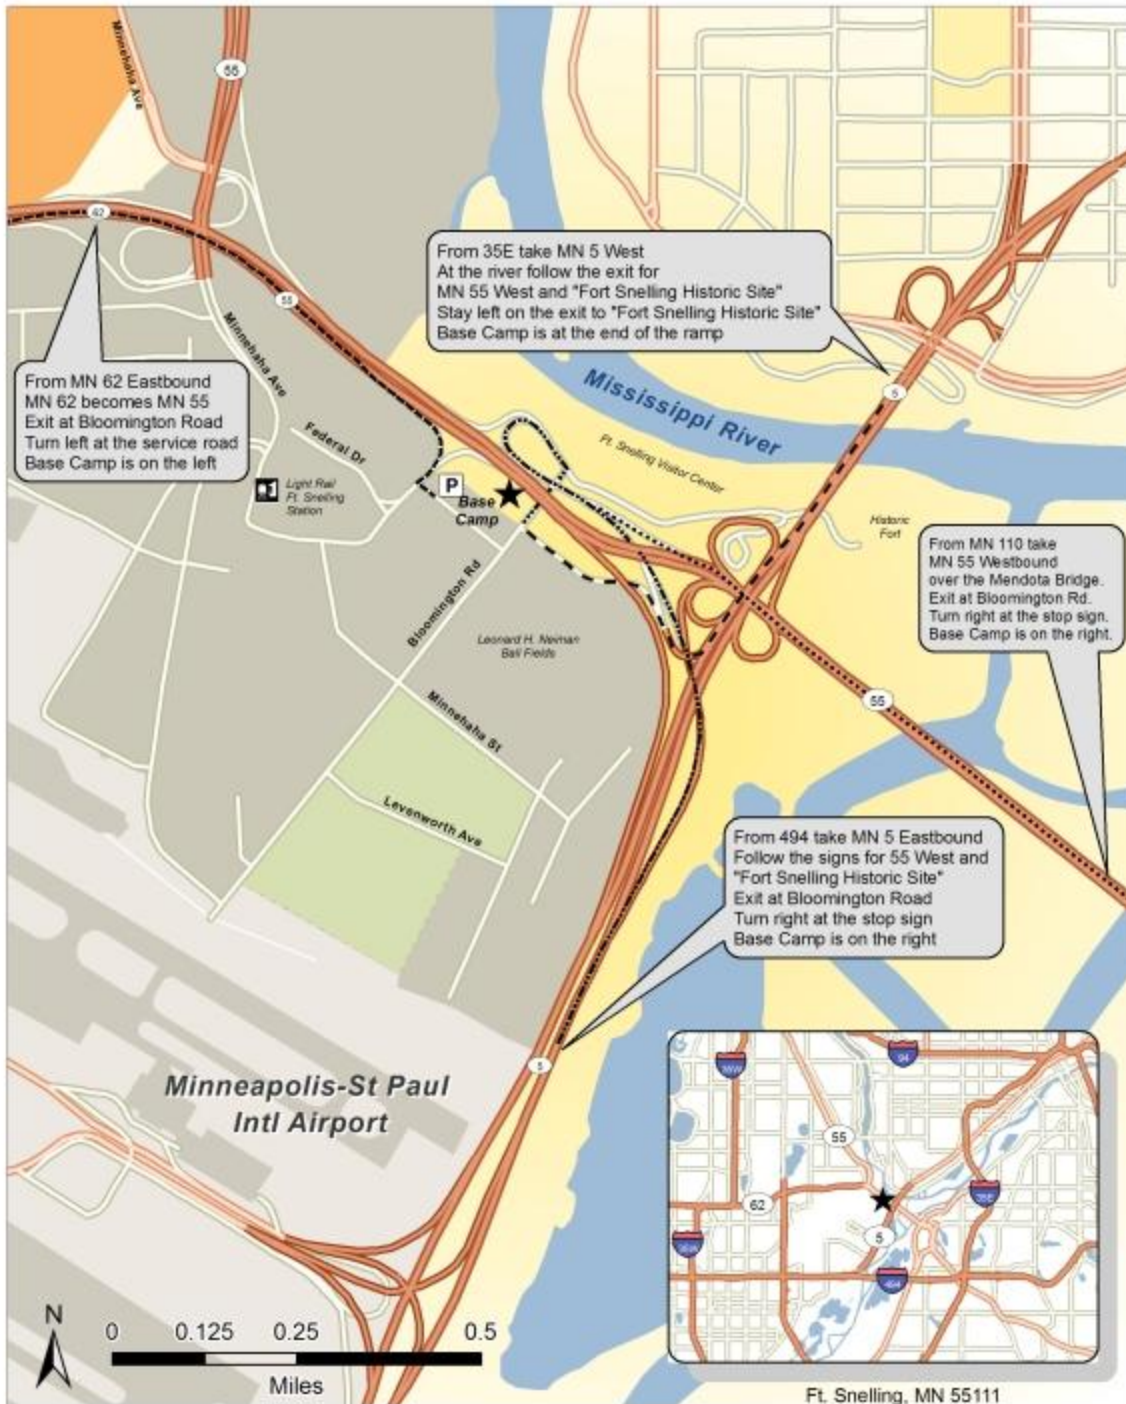 Minnehaha Ave
55
62
55
From 35E take MN 5 West
At the river follow the exit for
MN 55 West and "Fort Snelling Historic Site"
Stay left on the exit to "Fort Snelling Historic Site"
Base Camp is at the end of the ramp
Minnehaha Ave
From MN 62 Eastbound
MN 62 becomes MN 55
Exit at Bloomington Road
Turn left at the service road
Base Camp is on the left
Mississippi River
5
Federal Dr
Ft. Snelling Visitor Center
Light Rail
Ft. Snelling
Station
P
Base
Camp
Historic
Fort
From MN 110 take
MN 55 Westbound
over the Mendota Bridge.
Exit at Bloomington Rd.
Turn right at the stop sign.
Base Camp is on the right.
Bloomington Rd
Leonard H. Neiman
Ball Fields
Minnehaha St
55
Levenworth Ave
From 494 take MN 5 Eastbound
Follow the signs for 55 West and
"Fort Snelling Historic Site"
Exit at Bloomington Road
Turn right at the stop sign
Base Camp is on the right
5
Minneapolis-St Paul
Intl Airport
35W
94
55
62
35E
5
35W
494
N
0 0.125 0.25 0.5
Miles
Ft. Snelling, MN 55111